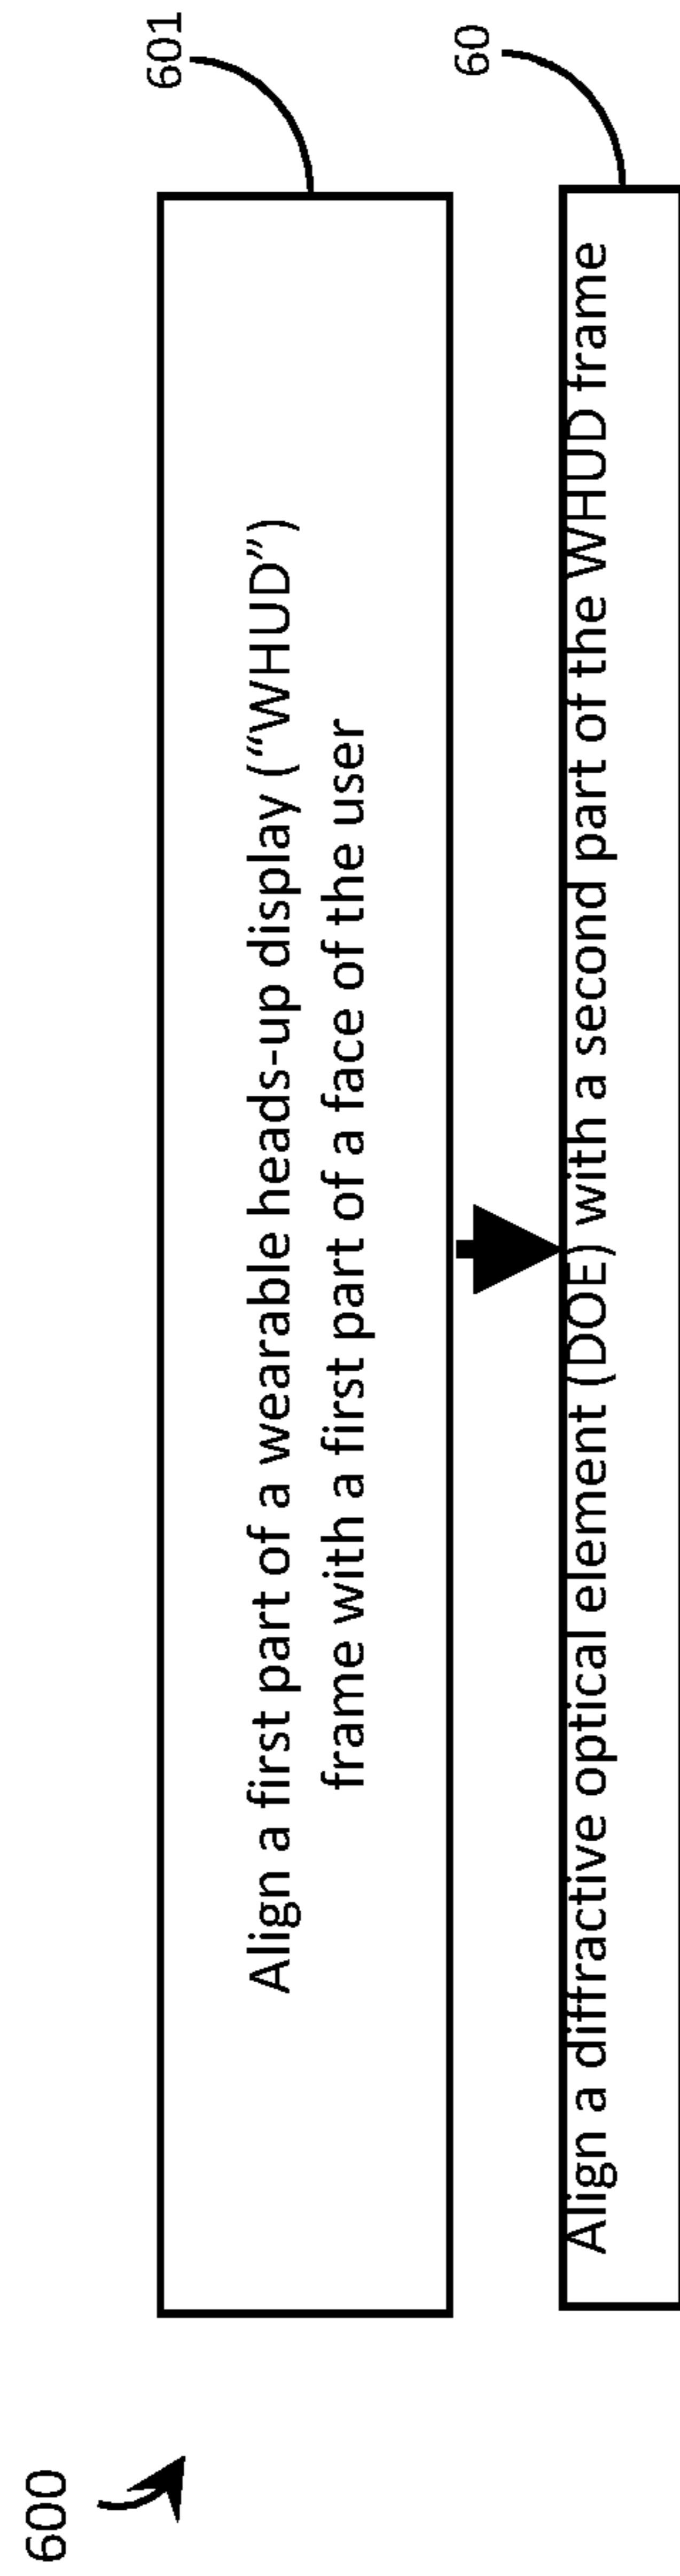 600
601
Align a first part of a wearable heads-up display (“WHUD”)
frame with a first part of a face of the user
60
Align a diffractive optical element (DOE) with a second part of the WHUD frame